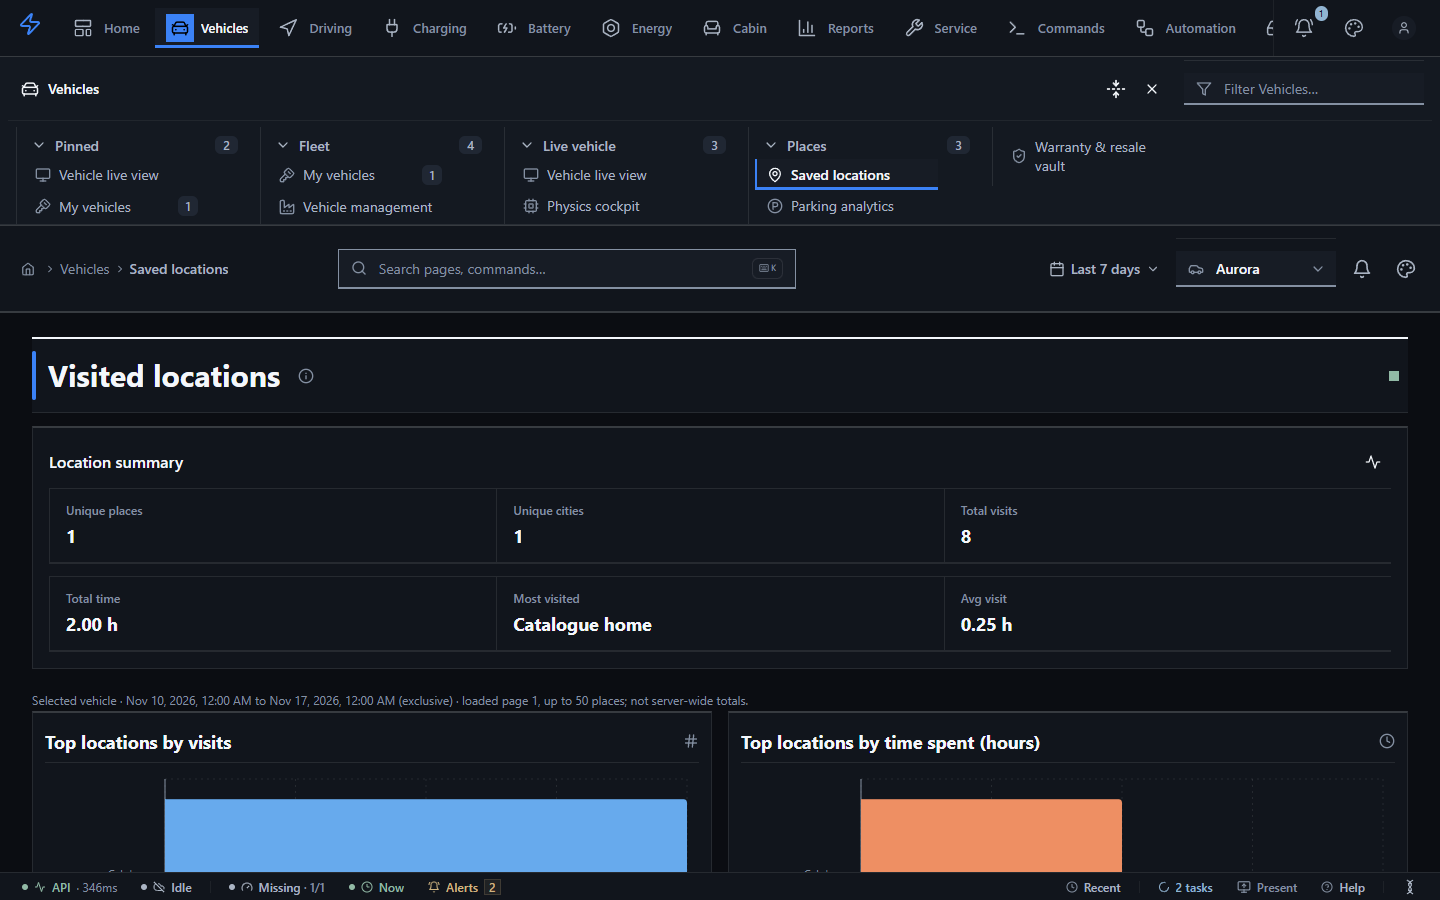 Home
Vehicles
Driving
Charging
Battery
Energy
Cabin
Reports
Service
Commands
Automation
1
Vehicles
Filter Vehicles...
Pinned 2
Vehicle live view
My vehicles 1
Fleet 4
My vehicles 1
Vehicle management
Live vehicle 3
Vehicle live view
Physics cockpit
Places 3
Saved locations
Parking analytics
Warranty & resale
vault
Vehicles
Saved locations
Search pages, commands...
K
Last 7 days
Aurora
Visited locations
Location summary
Unique places
1
Unique cities
1
Total visits
8
Total time
2.00 h
Most visited
Catalogue home
Avg visit
0.25 h
Selected vehicle · Nov 10, 2026, 12:00 AM to Nov 17, 2026, 12:00 AM (exclusive) · loaded page 1, up to 50 places; not server-wide totals.
Top locations by visits
Top locations by time spent (hours)
API · 346ms
Idle
Missing · 1/1
Now
Alerts 2
Recent
2 tasks
Present
Help